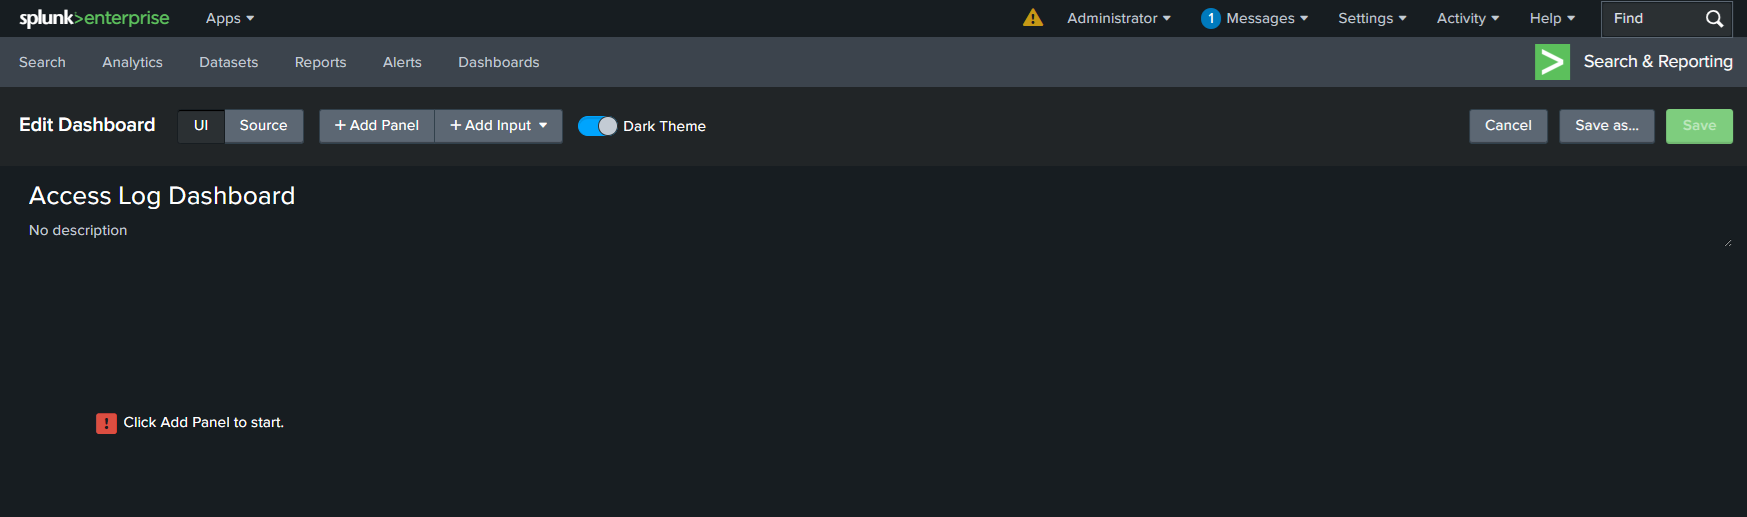 splunk>enterprise Apps Administrator 1 Messages Settings Activity Help Find
Search Analytics Datasets Reports Alerts Dashboards Search & Reporting
Edit Dashboard UI Source + Add Panel + Add Input Dark Theme Cancel Save as... Save
Access Log Dashboard
No description
! Click Add Panel to start.